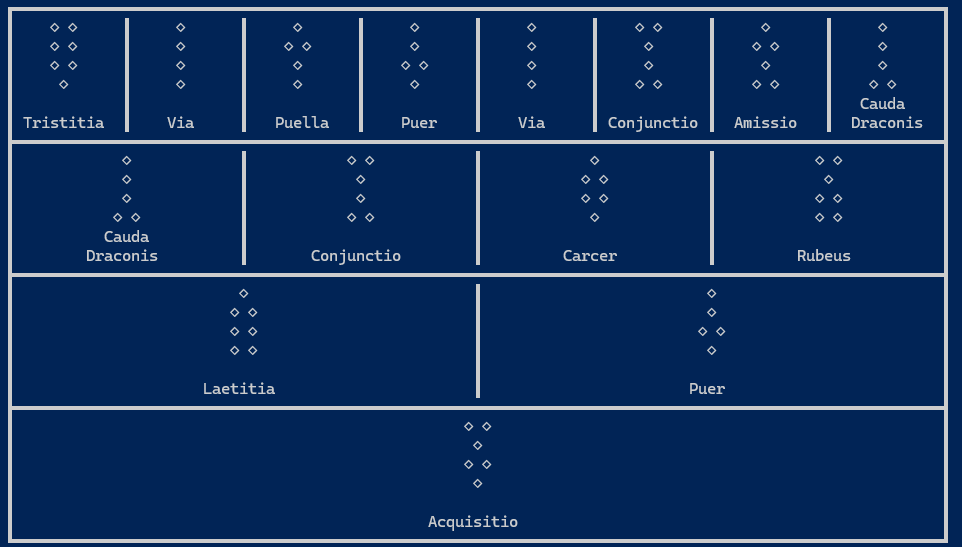 Tristitia Via Puella Puer Via Conjunctio Amissio Cauda Draconis
Cauda Draconis Conjunctio Carcer Rubeus
Laetitia Puer
Acquisitio